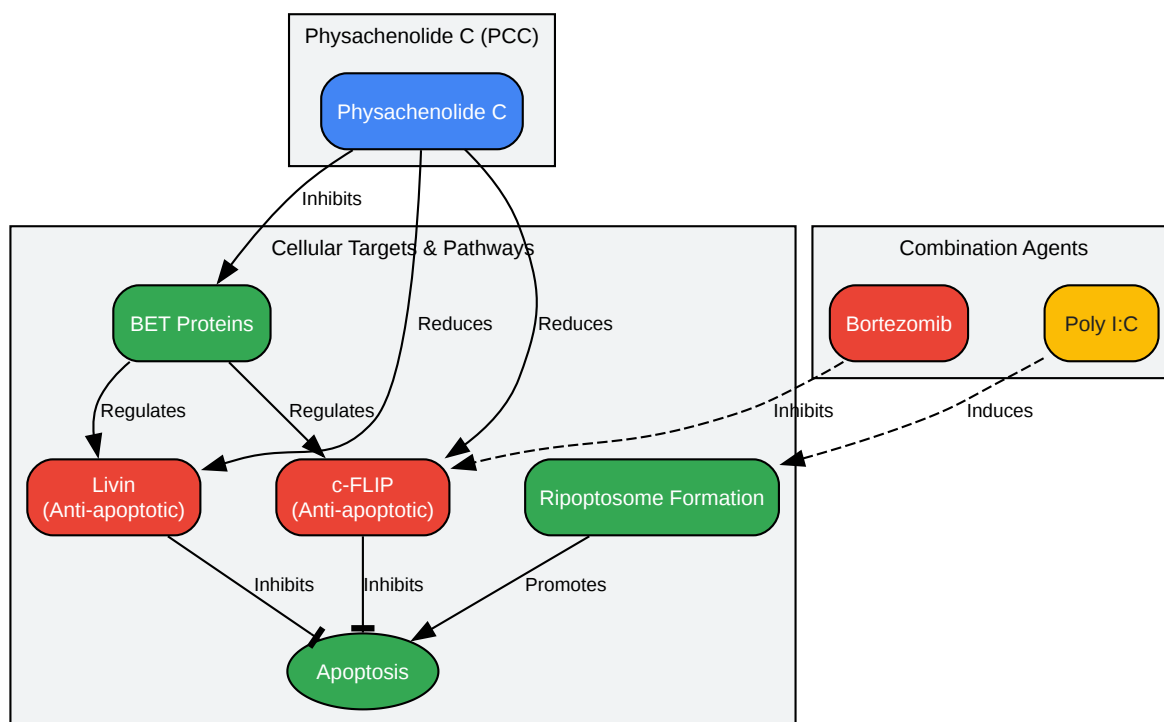 Physachenolide C (PCC)
Physachenolide C
Inhibits
Cellular Targets & Pathways
Combination Agents
BET Proteins
Reduces
Reduces
Bortezomib
Poly I:C
Regulates
Regulates
Inhibits
Induces
Livin
(Anti-apoptotic)
c-FLIP
(Anti-apoptotic)
Ripoptosome Formation
Inhibits
Inhibits
Promotes
Apoptosis